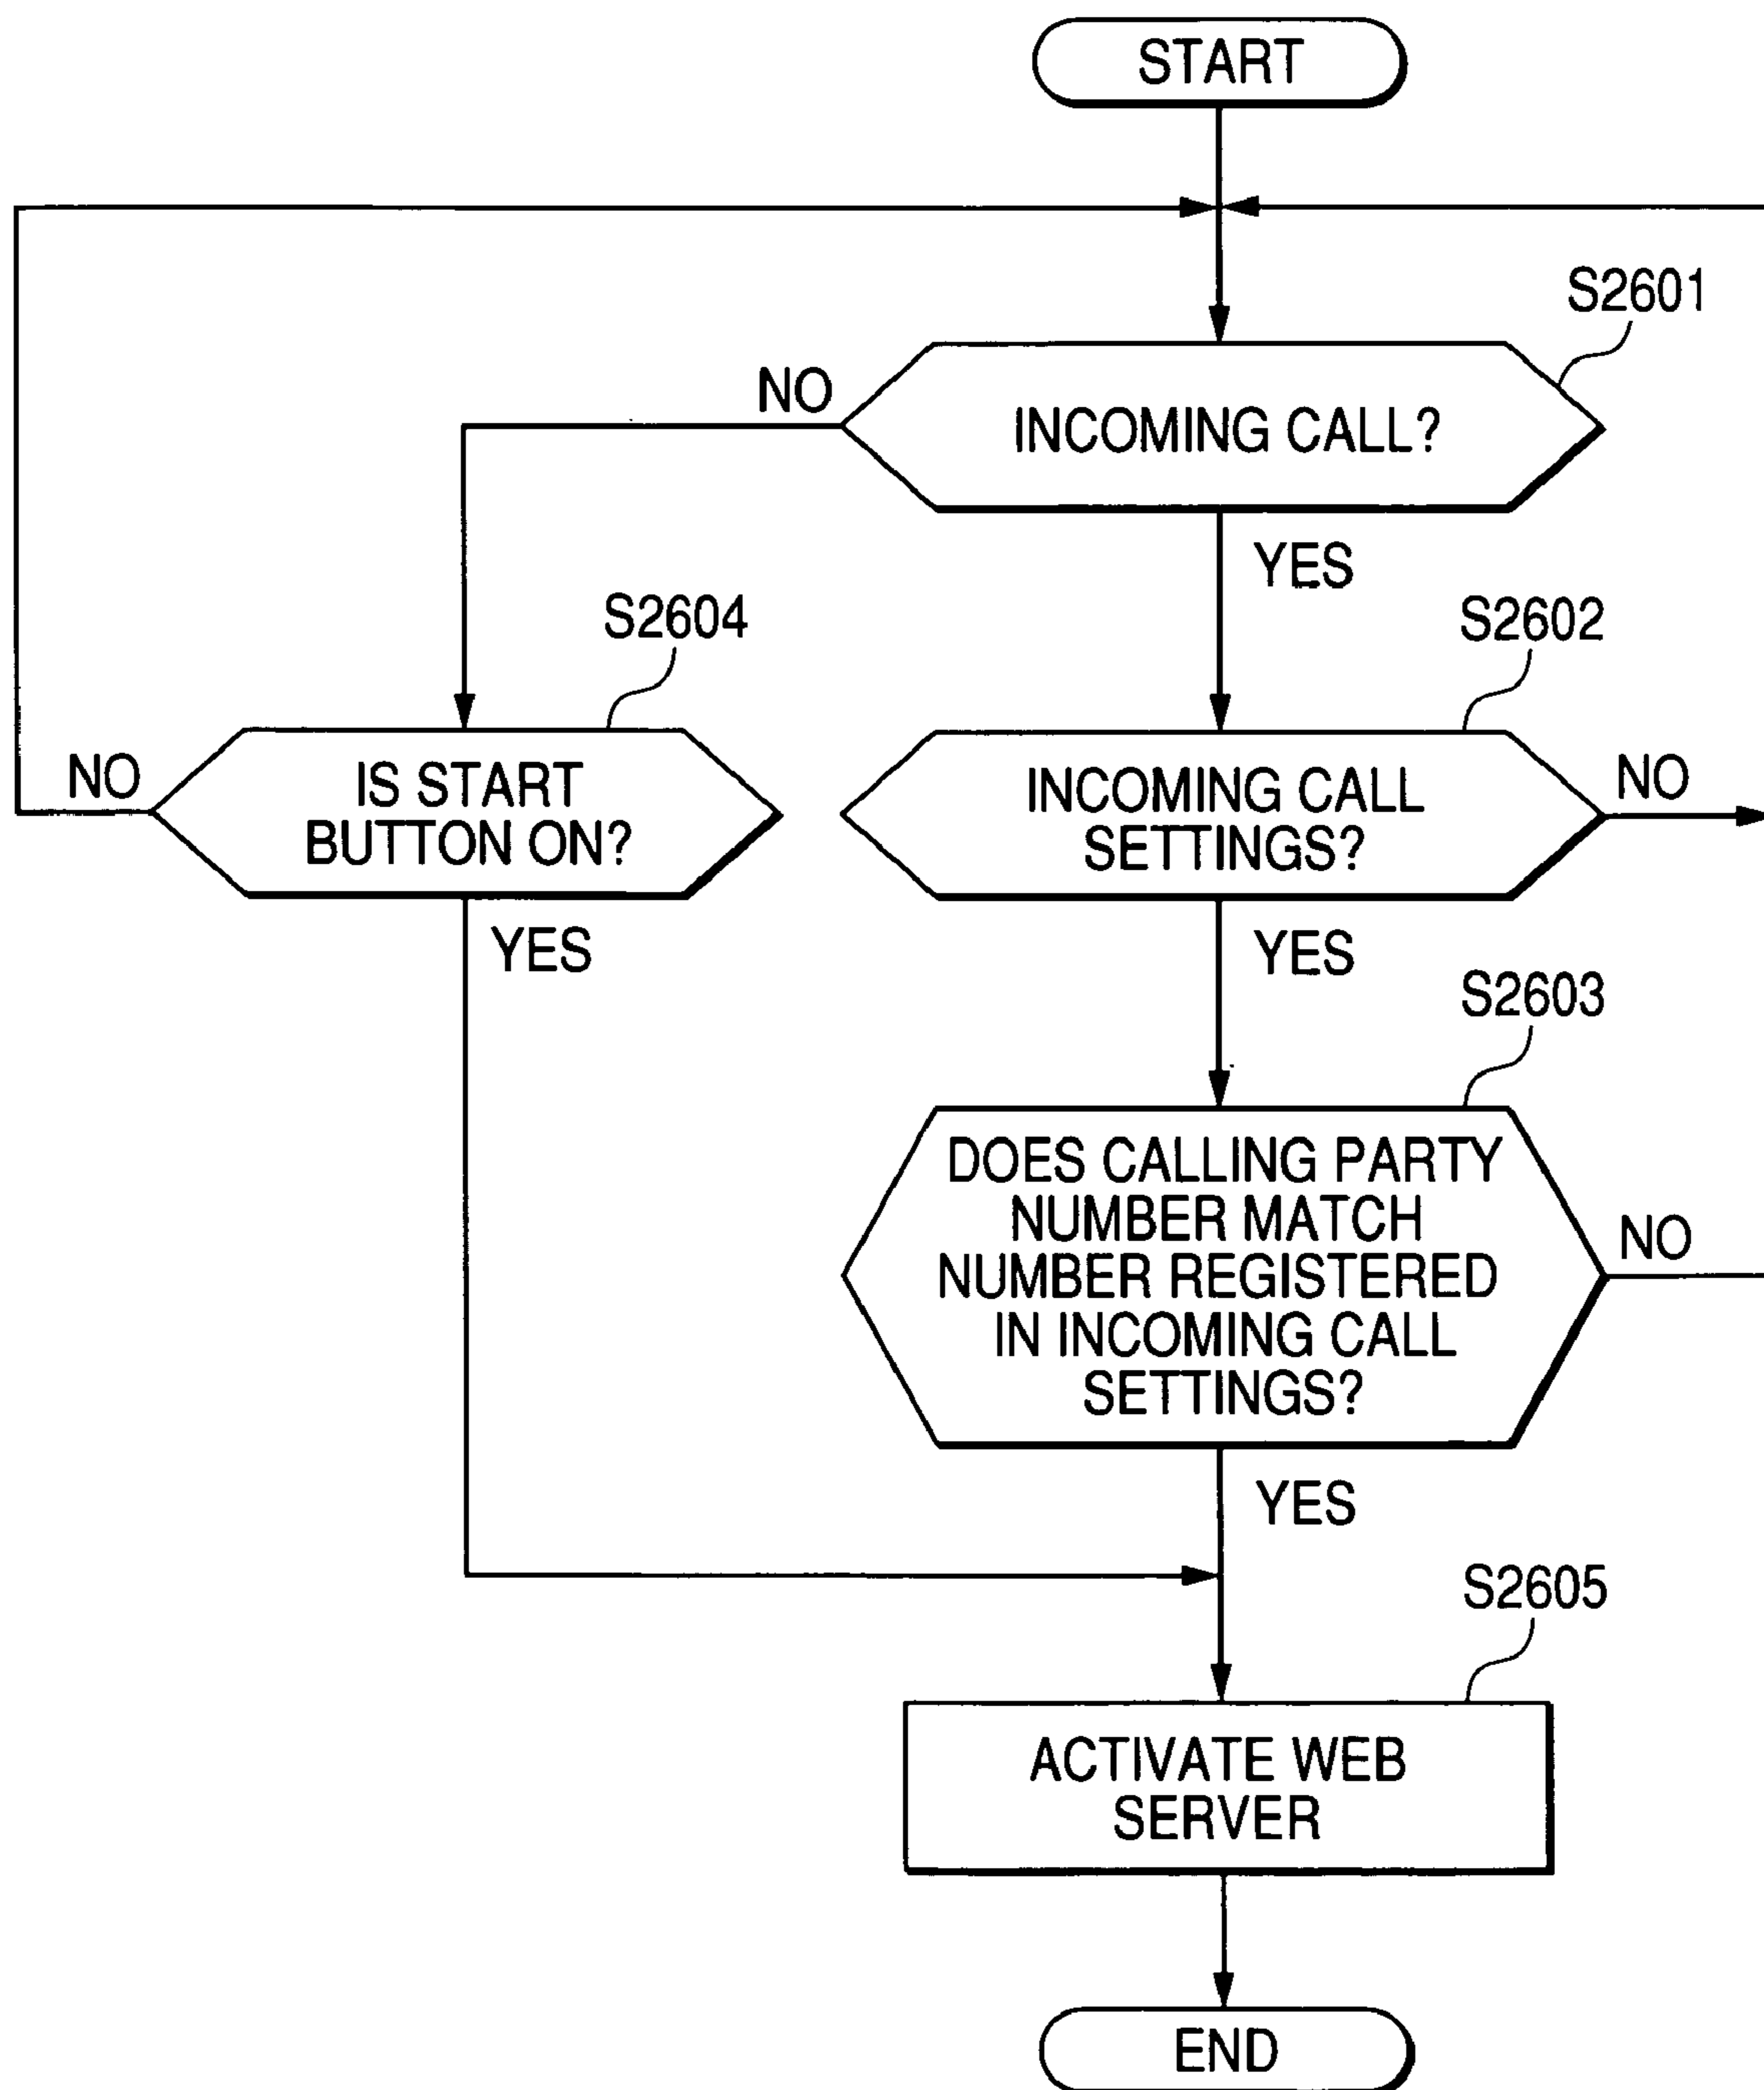 START
S2601
NO
INCOMING CALL?
YES
S2604
S2602
NO
IS START
BUTTON ON?
INCOMING CALL
SETTINGS?
NO
YES
YES
S2603
DOES CALLING PARTY
NUMBER MATCH
NUMBER REGISTERED
IN INCOMING CALL
SETTINGS?
NO
YES
S2605
ACTIVATE WEB
SERVER
END